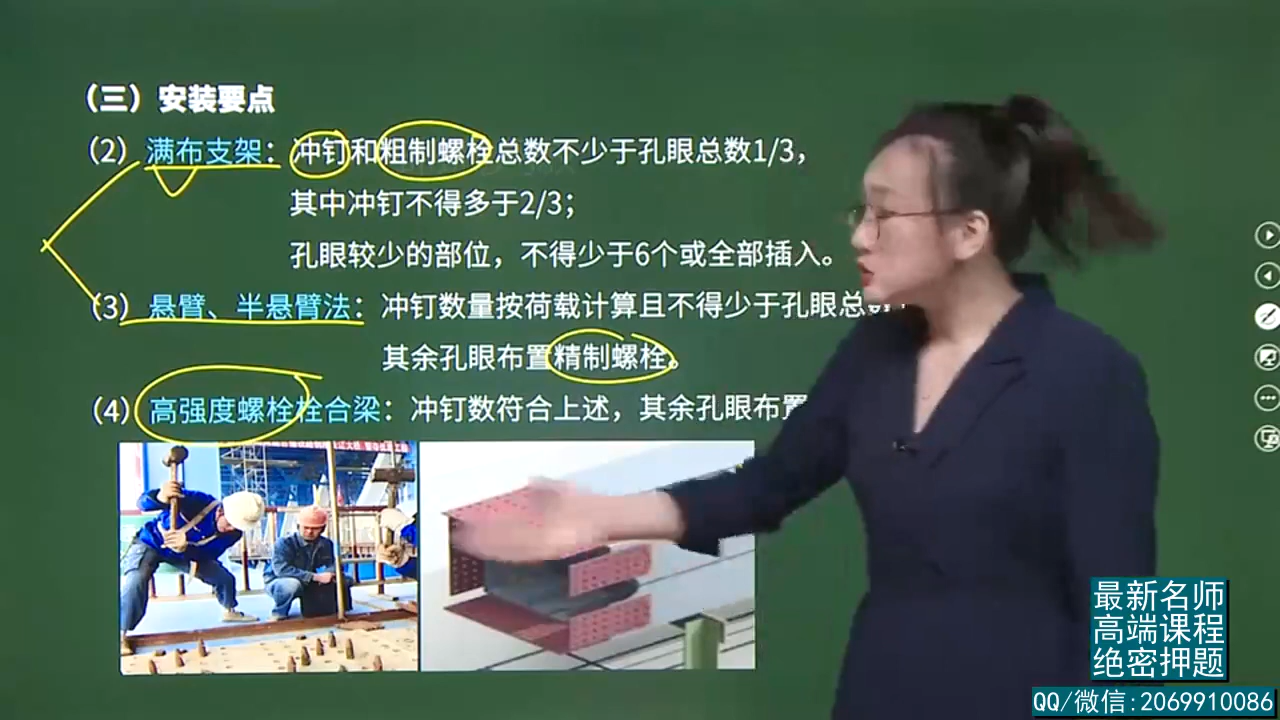 （三）安装要点
（2）满布支架：冲钉和粗制螺栓总数不少于孔眼总数1/3，
其中冲钉不得多于2/3；
孔眼较少的部位，不得少于6个或全部插入。
（3）悬臂、半悬臂法：冲钉数量按荷载计算且不得少于孔眼总数
其余孔眼布置精制螺栓。
（4）高强度螺栓栓合梁：冲钉数符合上述，其余孔眼布置
最新名师
高端课程
绝密押题
QQ/微信:2069910086